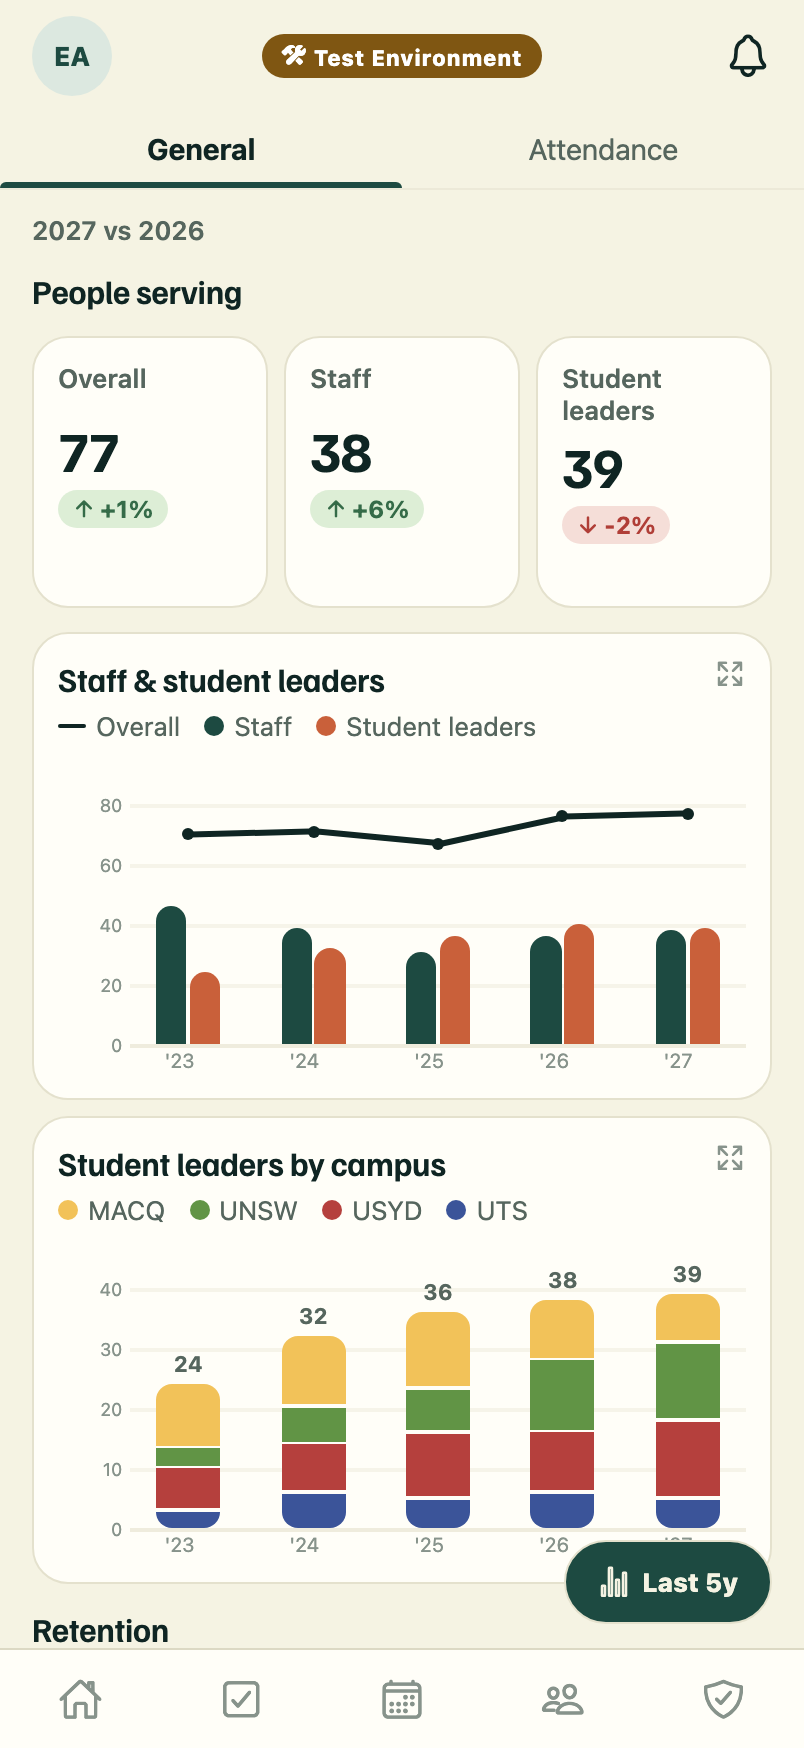 EA
🛠 Test Environment
General
Attendance
2027 vs 2026
People serving
Overall
77
↑ +1%
Staff
38
↑ +6%
Student
leaders
39
↓ -2%
Staff & student leaders
Overall Staff Student leaders
80
60
40
20
0
'23 '24 '25 '26 '27
Student leaders by campus
MACQ UNSW USYD UTS
40
30
20
10
0
24 32 36 38 39
'23 '24 '25 '26 '27
Last 5y
Retention